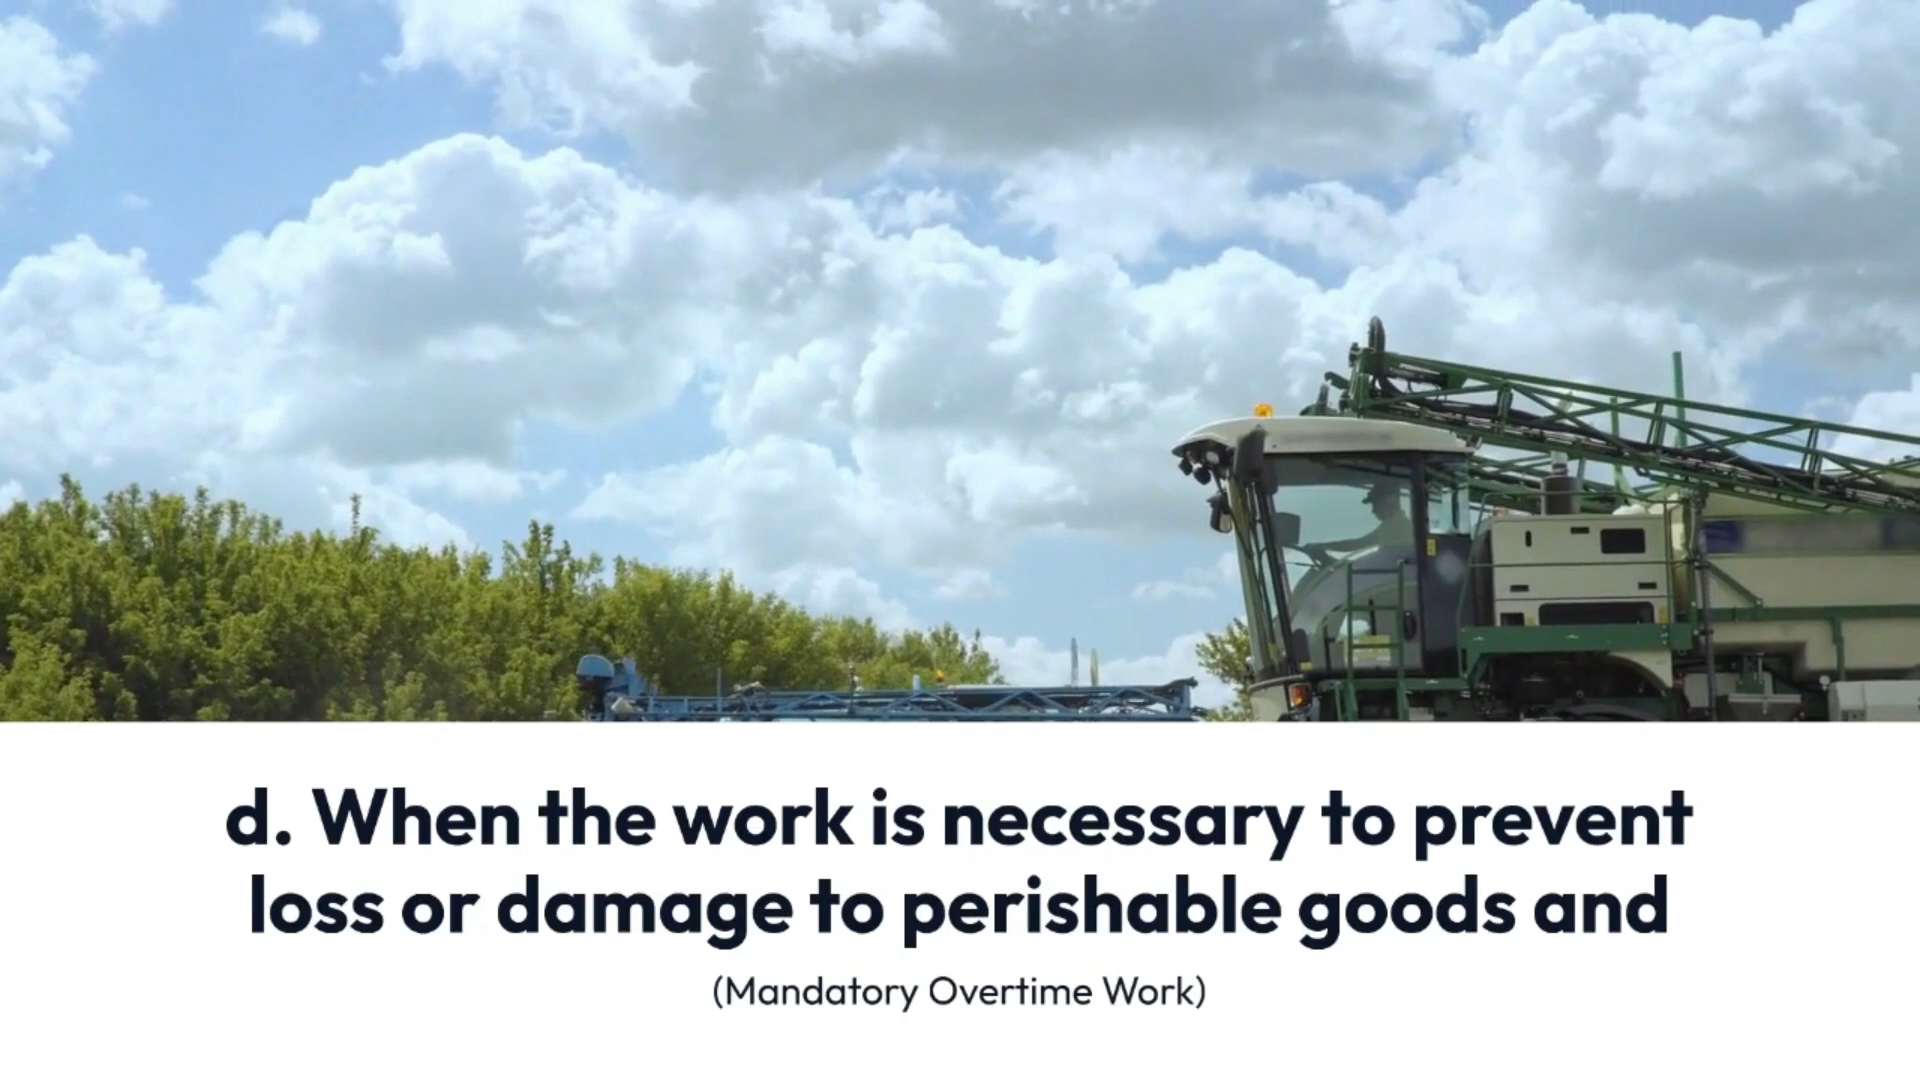 d. When the work is necessary to prevent
loss or damage to perishable goods and
(Mandatory Overtime Work)